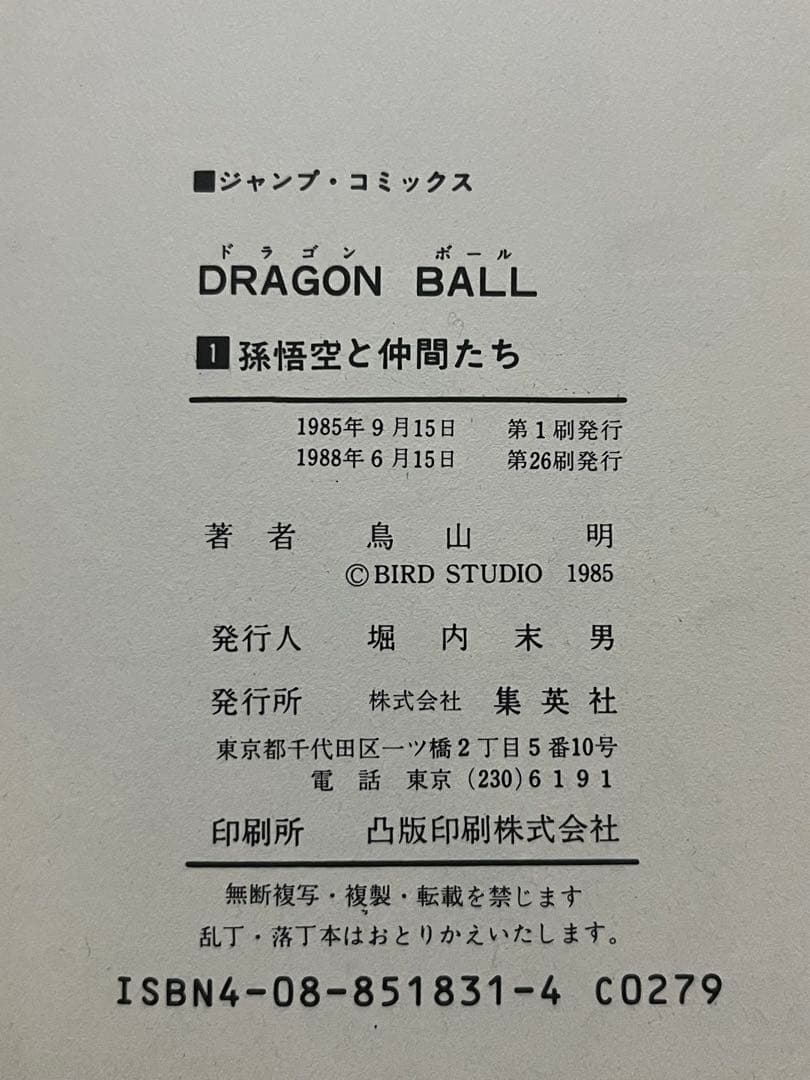 ■ジャンプ・コミックス
ドラゴン ボール
DRAGON BALL
1 孫悟空と仲間たち
1985年9月15日 第1刷発行
1988年6月15日 第26刷発行
著者 鳥山 明
©BIRD STUDIO 1985
発行人 堀内末男
発行所 株式会社 集英社
東京都千代田区一ツ橋2丁目5番10号
電話 東京(230)6191
印刷所 凸版印刷株式会社
無断複写・複製・転載を禁じます
乱丁・落丁本はおとりかえいたします。
ISBN4-08-851831-4 C0279